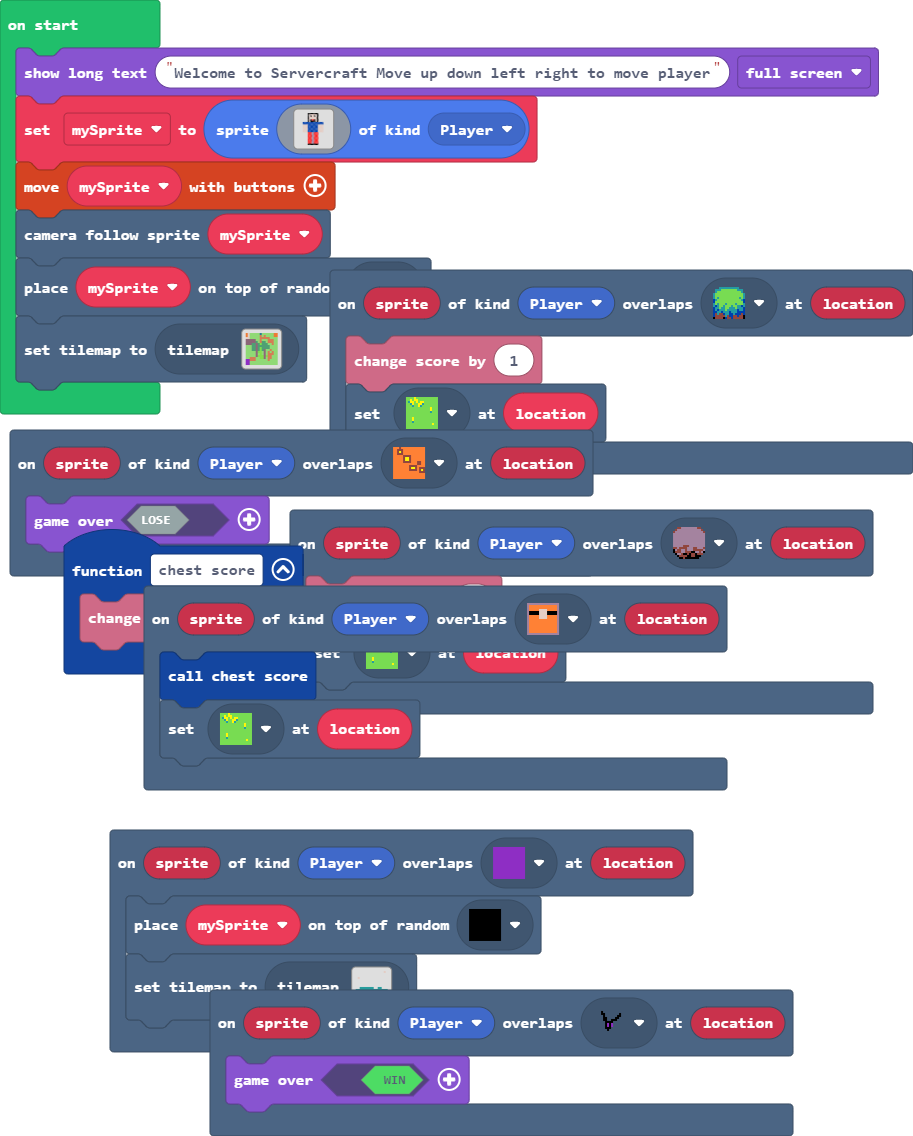 on start
show long text "Welcome to Servercraft Move up down left right to move player" full screen
set mySprite to sprite of kind Player
move mySprite with buttons
camera follow sprite mySprite
place mySprite on top of rando
on sprite of kind Player overlaps at location
set tilemap to tilemap
change score by 1
set at location
on sprite of kind Player overlaps at location
game over LOSE
on sprite of kind Player overlaps at location
function chest score
change
on sprite of kind Player overlaps at location
set at location
call chest score
set at location
on sprite of kind Player overlaps at location
place mySprite on top of random
set tilemap to tilemap
on sprite of kind Player overlaps at location
game over WIN